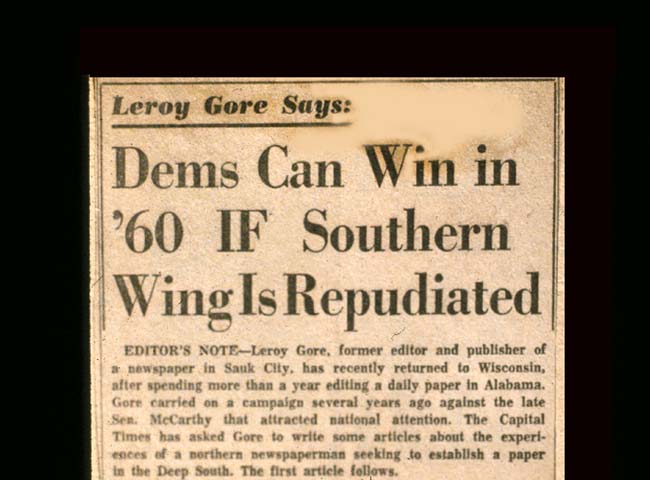 Leroy Gore Says:
Dems Can Win in
'60 IF Southern
Wing Is Repudiated
EDITOR'S NOTE—Leroy Gore, former editor and publisher of
a newspaper in Sauk City, has recently returned to Wisconsin,
after spending more than a year editing a daily paper in Alabama.
Gore carried on a campaign several years ago against the late
Sen. McCarthy that attracted national attention. The Capital
Times has asked Gore to write some articles about the experi-
ences of a northern newspaperman seeking to establish a paper
in the Deep South. The first article follows.